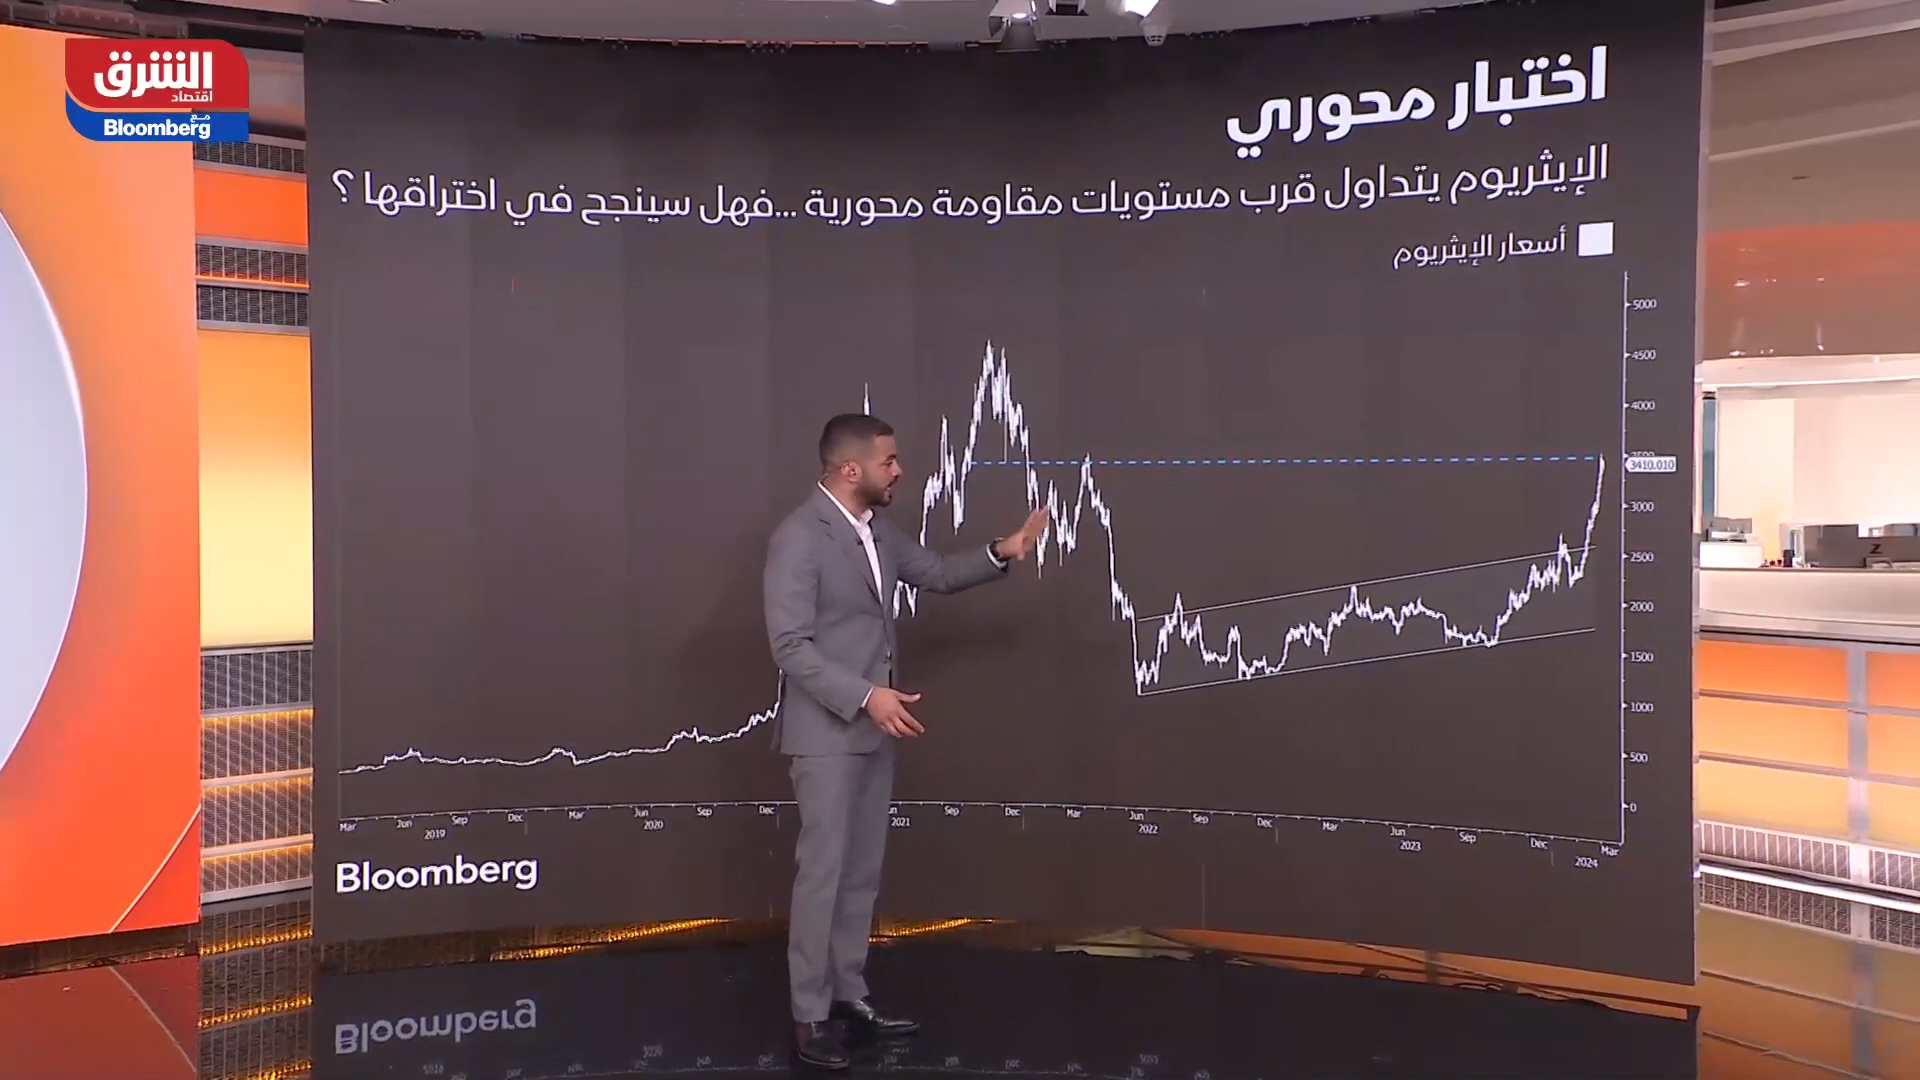 الشرق
اقتصاد
مع
Bloomberg
اختبار محوري
الإيثريوم يتداول قرب مستويات مقاومة محورية ...فهل سينجح في اختراقها ؟
أسعار الإيثريوم
5000
4500
4000
3500
3410.010
3000
2500
2000
1500
1000
500
0
Mar Jun Sep Dec Mar Jun Sep Dec Sep Dec Mar Jun Sep Dec Mar Jun Sep Dec Mar
2019 2020 2021 2022 2023 2024
Bloomberg
Z